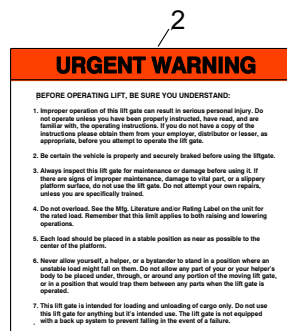 2
URGENT WARNING
BEFORE OPERATING LIFT, BE SURE YOU UNDERSTAND:
1. Improper operation of this lift gate can result in serious personal injury. Do
not operate unless you have been properly instructed, have read, and are
familiar with, the operating instructions. If you do not have a copy of the
instructions please obtain them from your employer, distributor or lesser, as
appropriate, before you attempt to operate the lift gate.
2. Be certain the vehicle is properly and securely braked before using the liftgate.
3. Always inspect this lift gate for maintenance or damage before using it. If
there are signs of improper maintenance, damage to vital part, or a slippery
platform surface, do not use the lift gate. Do not attempt your own repairs,
unless you are specifically trained.
4. Do not overload. See the Mfg. Literature and/or Rating Label on the unit for
the rated load. Remember that this limit applies to both raising and lowering
operations.
5. Each load should be placed in a stable position as near as possible to the
center of the platform.
6. Never allow yourself, a helper, or a bystander to stand in a position where an
unstable load might fall on them. Do not allow any part of your or your helper's
body to be placed under, through, or around any portion of the moving lift gate,
or in a position that would trap them between any parts when the lift gate is
operated.
7. This lift gate is intended for loading and unloading of cargo only. Do not use
this lift gate for anything but it's intended use. The lift gate is not equipped
with a back up system to prevent falling in the event of a failure.